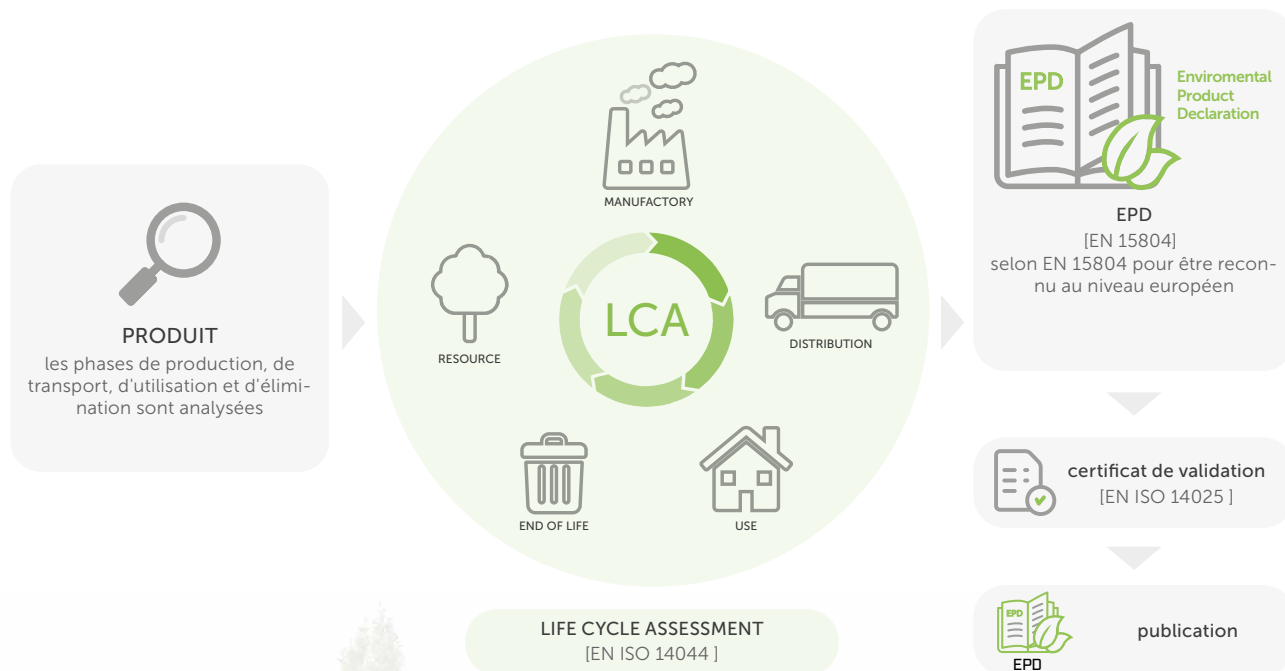 PRODUIT
les phases de production, de
transport, d'utilisation et d'élimi-
nation sont analysées
MANUFACTORY
RESOURCE
LCA
DISTRIBUTION
END OF LIFE
USE
LIFE CYCLE ASSESSMENT
[EN ISO 14044 ]
EPD
Enviromental
Product
Declaration
EPD
[EN 15804]
selon EN 15804 pour être recon-
nu au niveau européen
certificat de validation
[EN ISO 14025 ]
EPD
EPD
publication